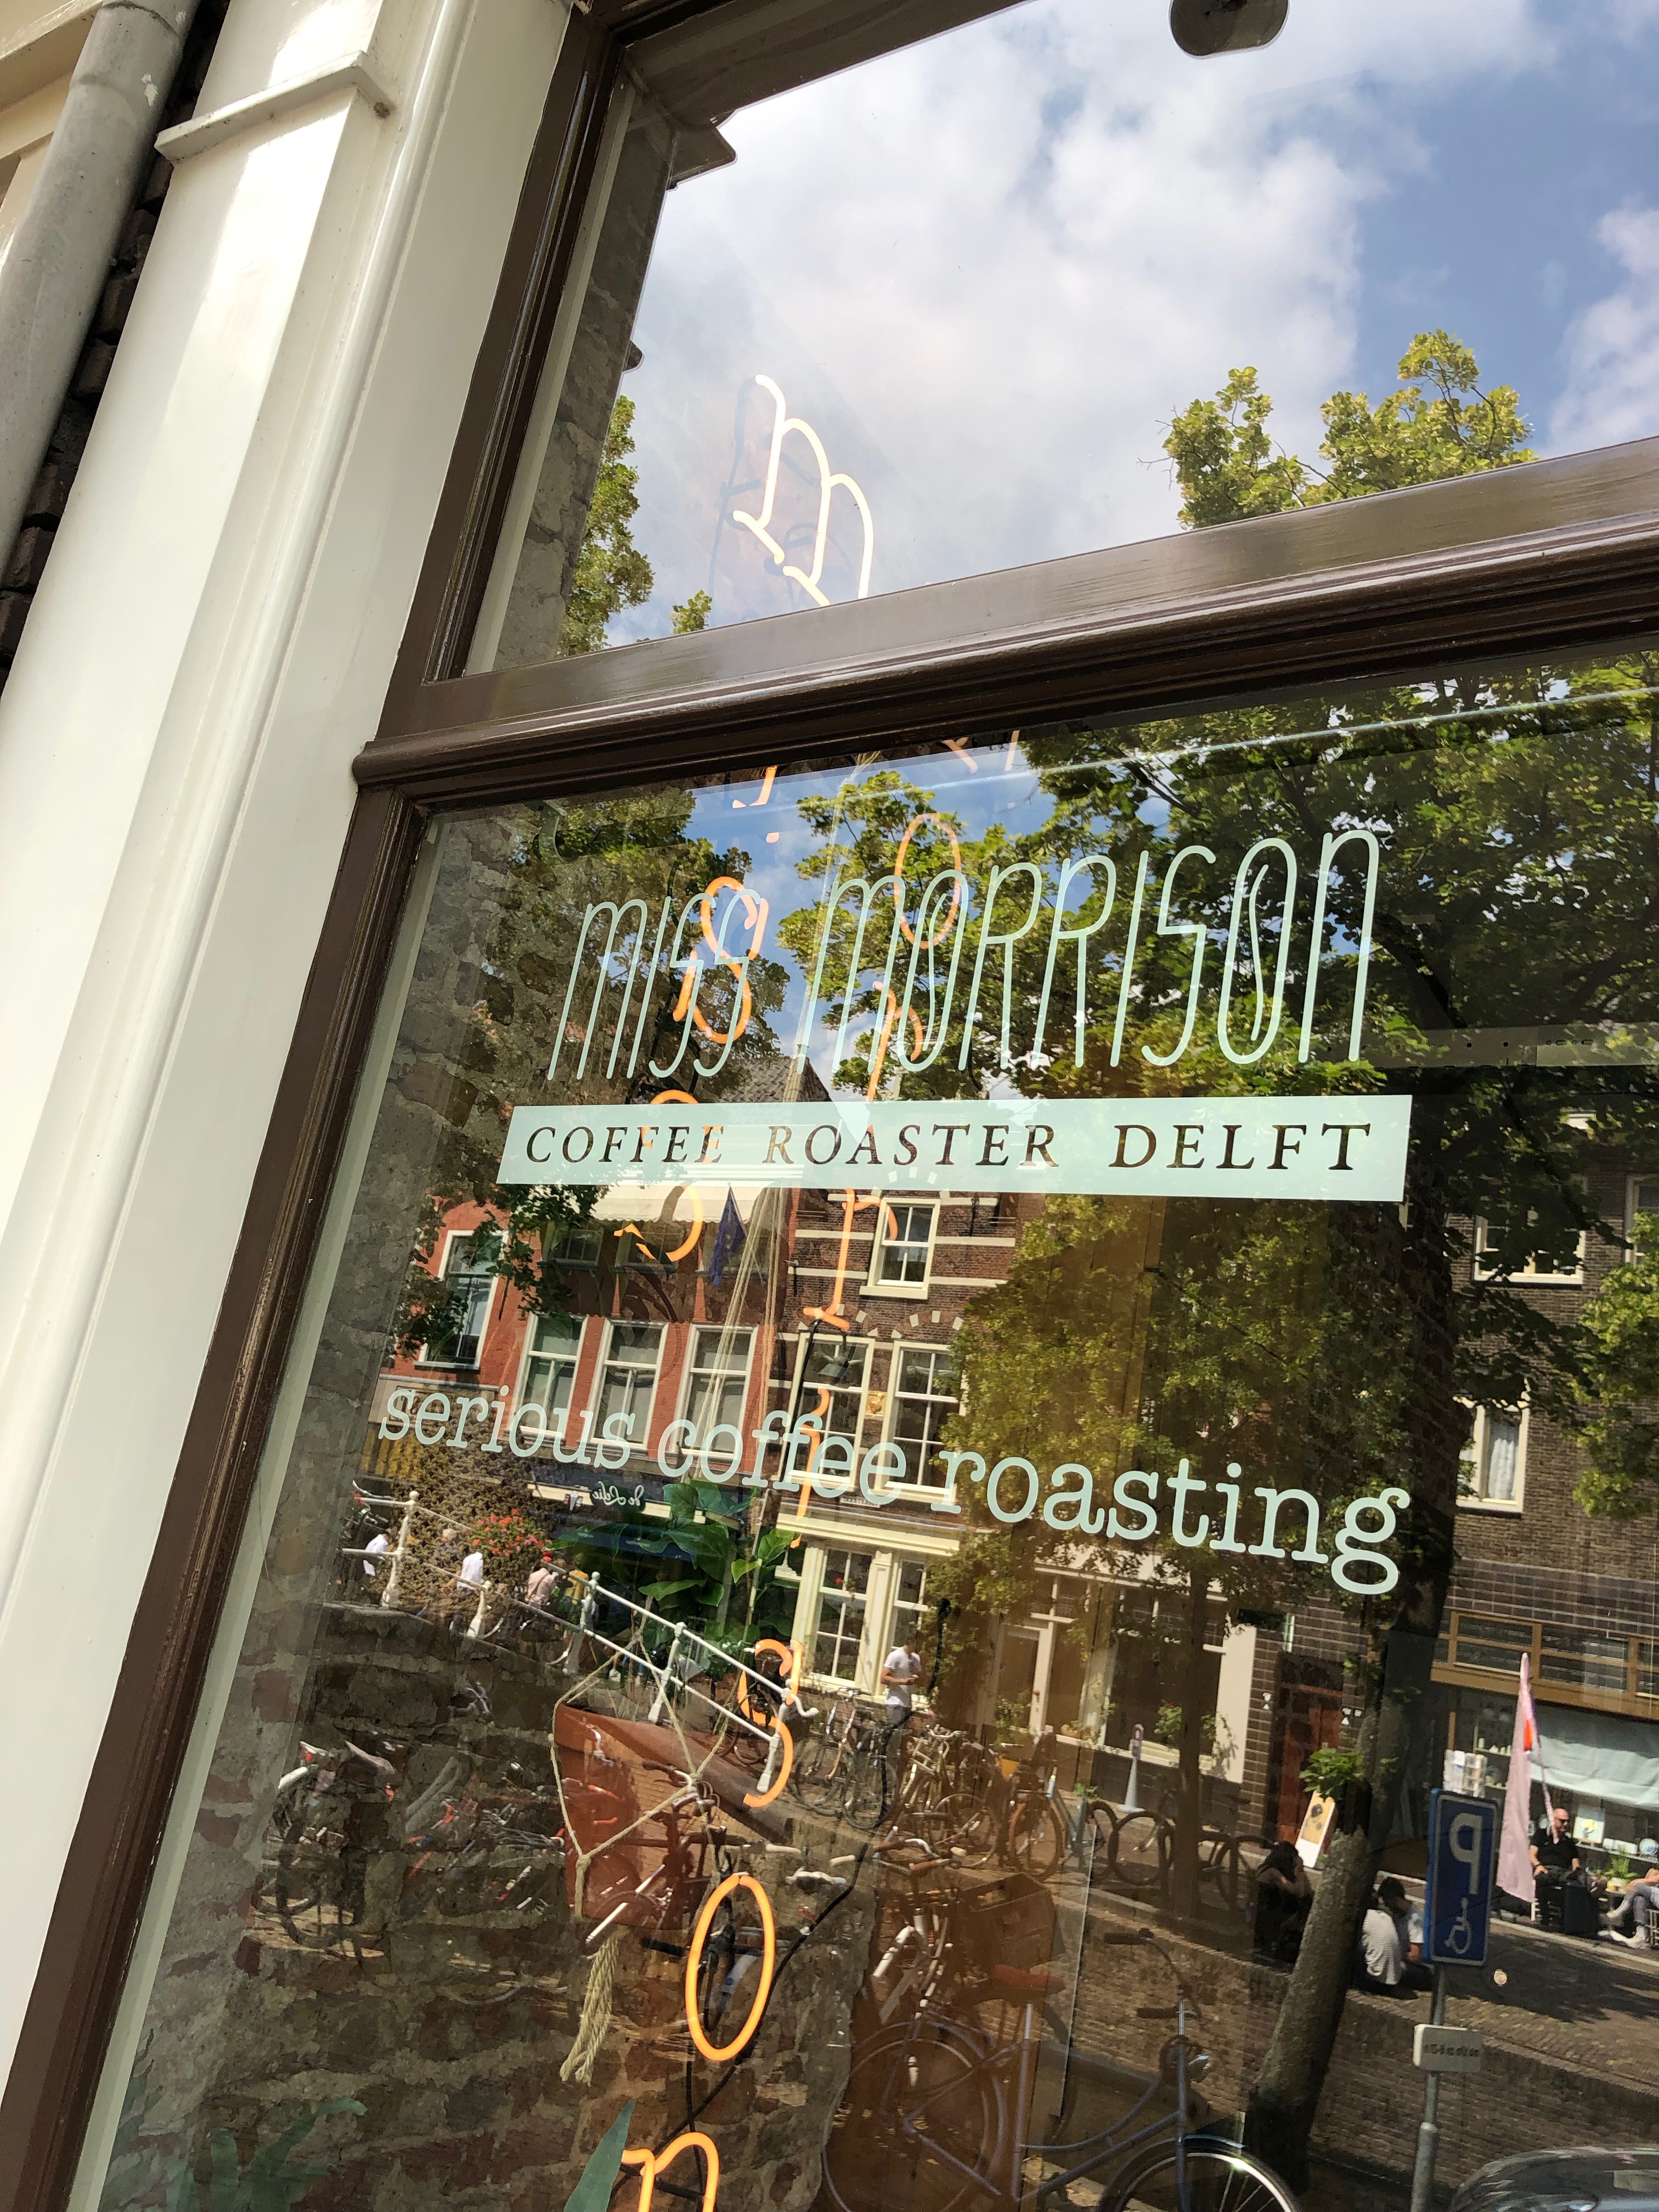 miss morrison
COFFEE ROASTER DELFT
serious coffee roasting
m
i
s
s
m
o
r
r
i
s
o
n
P